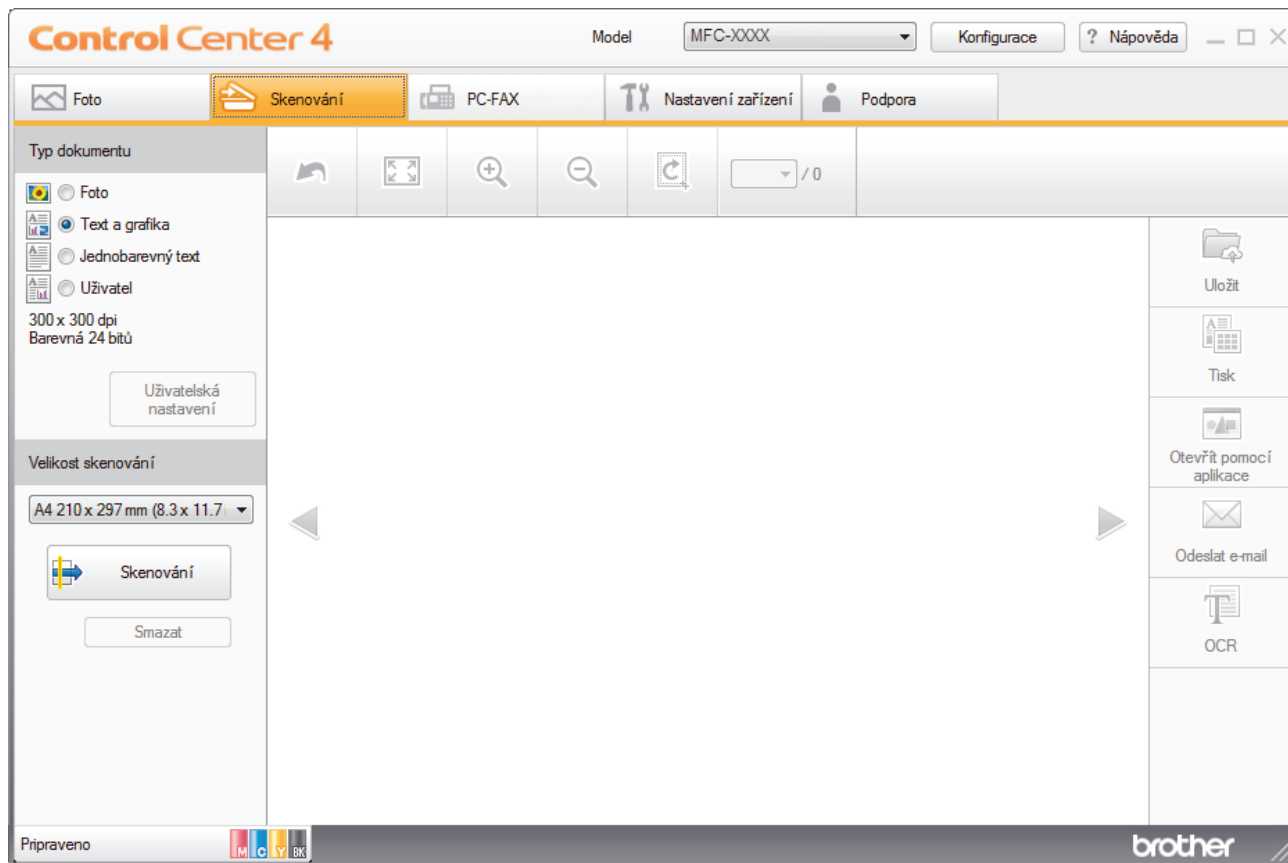 Control Center 4
Model
MFC-XXXX
Konfigurace
? Nápověda
Foto
Skenování
PC-FAX
Nastavení zařízení
Podpora
Typ dokumentu
Foto
Text a grafika
Jednobarevný text
Uživatel
300 x 300 dpi
Barevná 24 bitů
Uživatelská
nastavení
Velikost skenování
A4 210 x 297 mm (8.3 x 11.7
Skenování
Smazat
/ 0
Uložit
Tisk
Otevřít pomocí
aplikace
Odeslat e-mail
OCR
Pripraveno
M C Y BK
brother